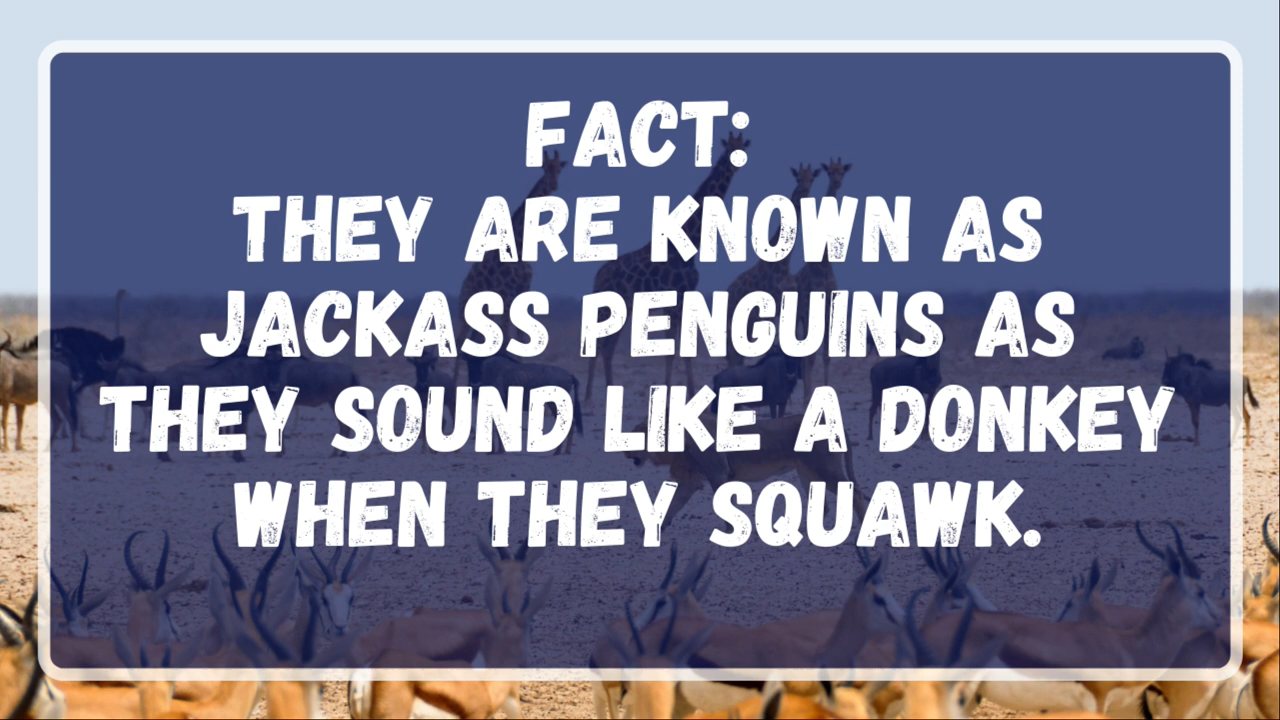 FACT:
THEY ARE KNOWN AS
JACKASS PENGUINS AS
THEY SOUND LIKE A DONKEY
WHEN THEY SQUAWK.